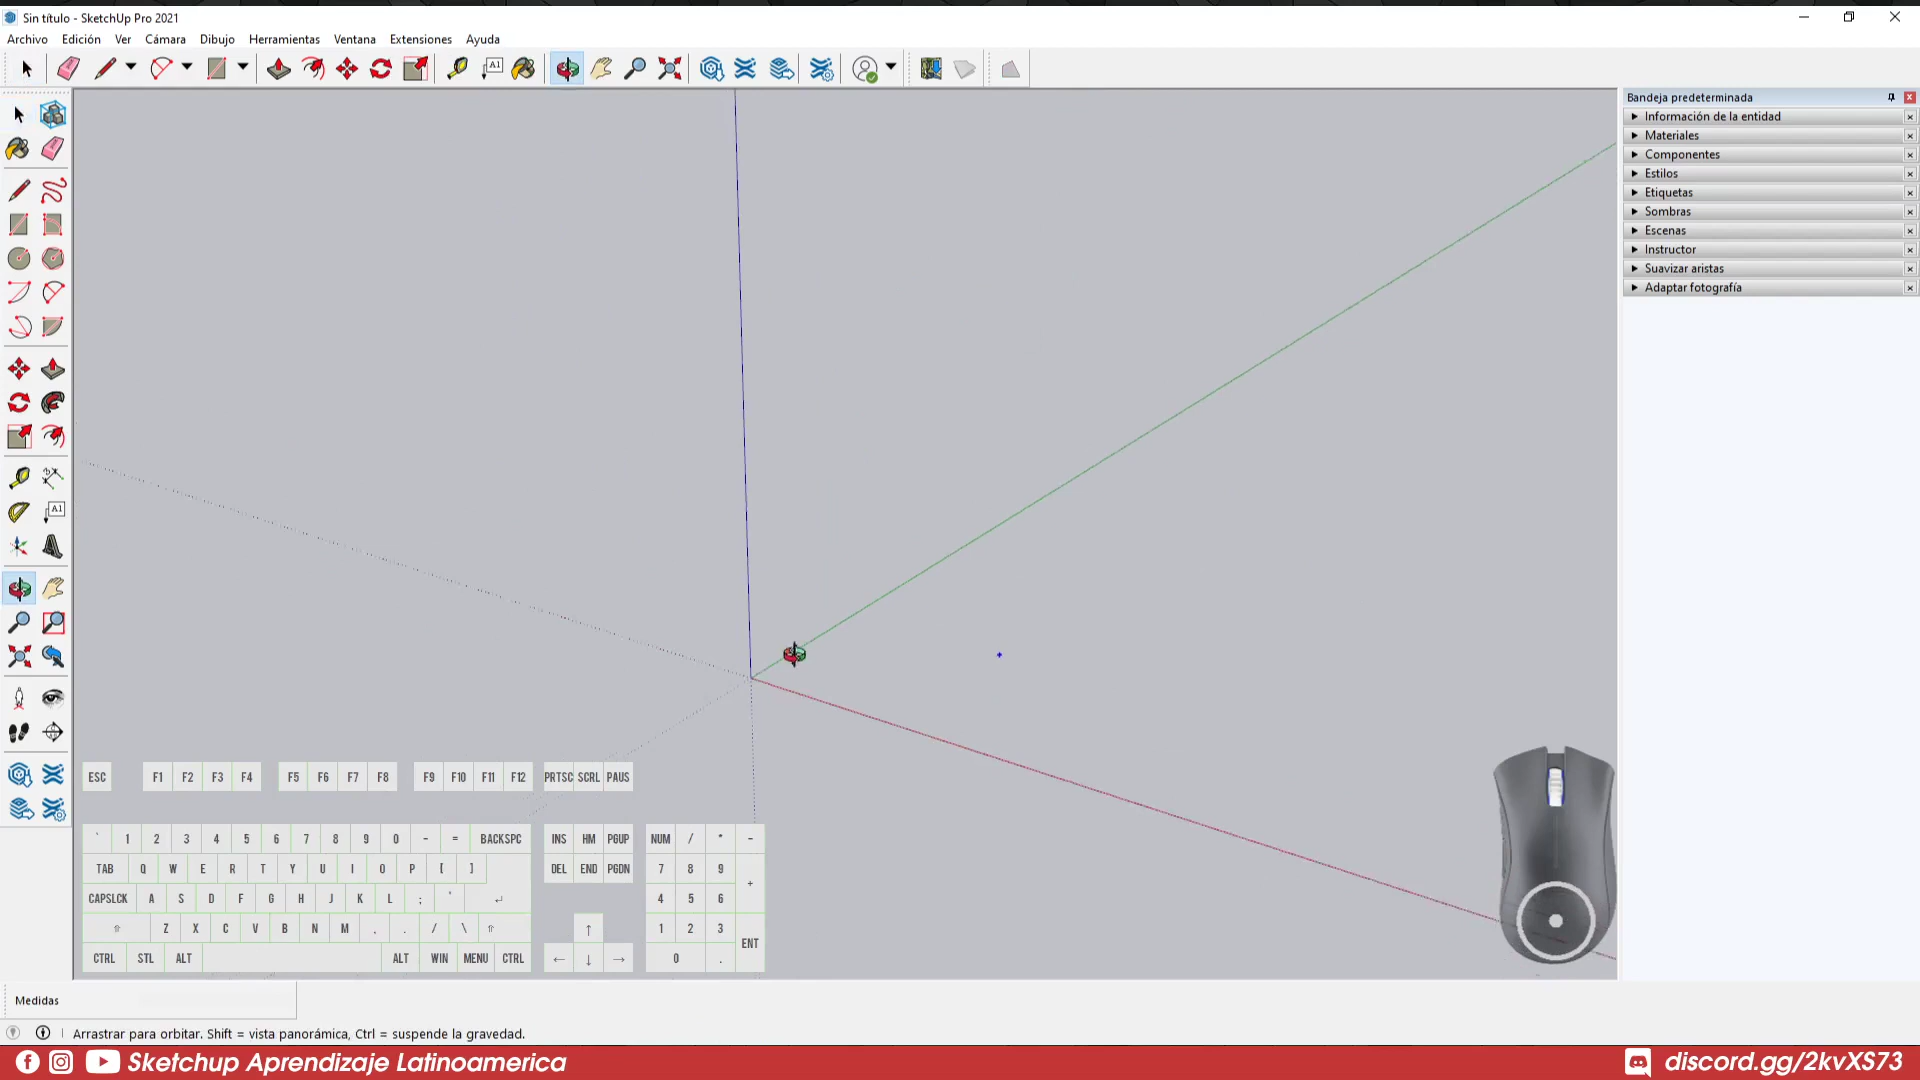 Sin título - SketchUp Pro 2021
Archivo Edición Ver Cámara Dibujo Herramientas Ventana Extensiones Ayuda
A1
Bandeja predeterminada
Información de la entidad
Materiales
Componentes
Estilos
Etiquetas
Sombras
Escenas
Instructor
Suavizar aristas
Adaptar fotografía
A1
ESC F1 F2 F3 F4 F5 F6 F7 F8 F9 F10 F11 F12 PRTSC SCRL PAUS
` 1 2 3 4 5 6 7 8 9 0 - = BACKSPC INS HM PGUP NUM / * -
TAB Q W E R T Y U I O P [ ] DEL END PGDN 7 8 9 +
CAPSLCK A S D F G H J K L ; ' ↵ 4 5 6
⇧ Z X C V B N M , . / \ ⇧ ↑ 1 2 3 ENT
CTRL STL ALT ALT WIN MENU CTRL ← ↓ → 0 .
Medidas
Arrastrar para orbitar. Shift = vista panorámica, Ctrl = suspende la gravedad.
Sketchup Aprendizaje Latinoamerica
discord.gg/2kvXS73